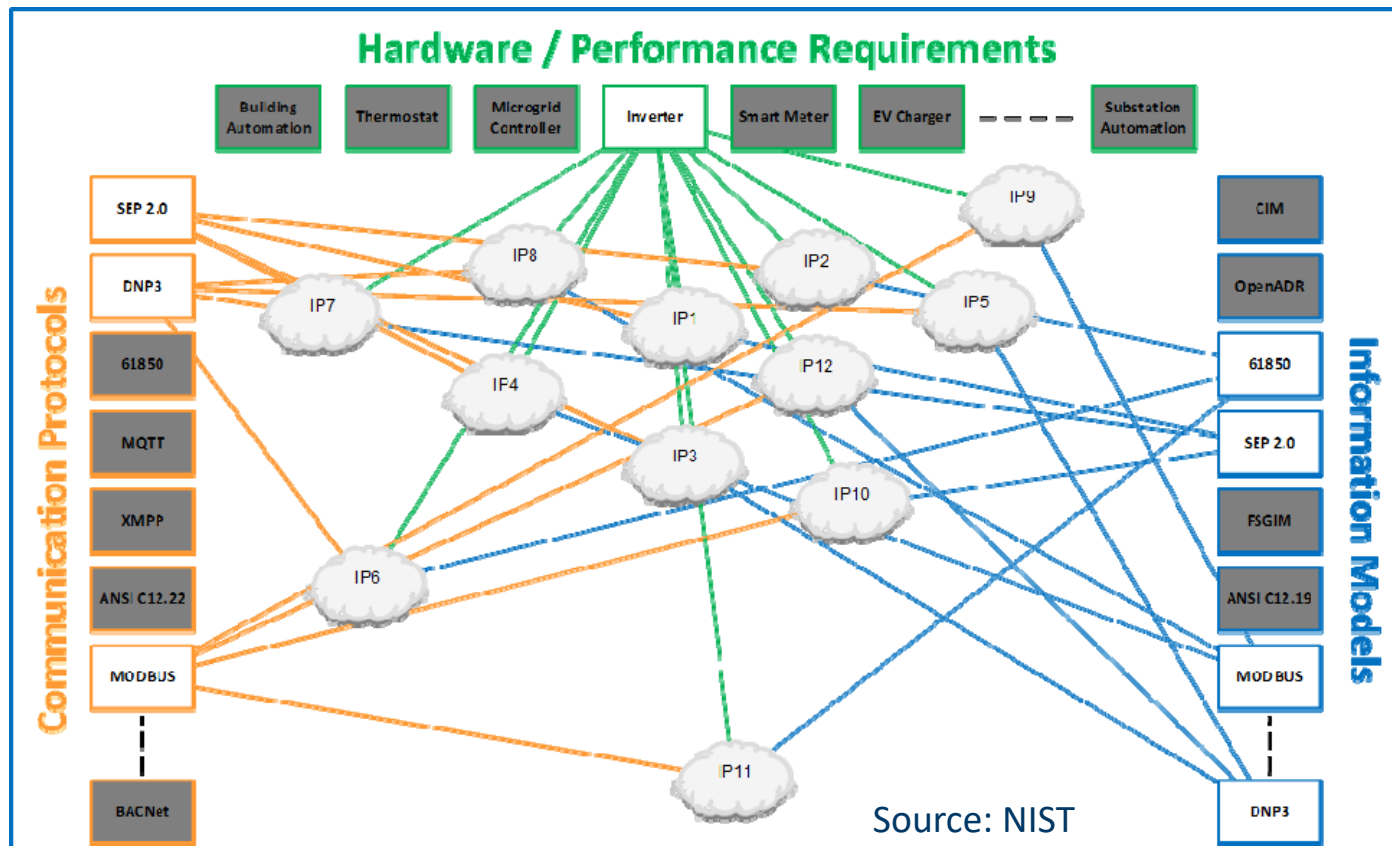 Hardware / Performance Requirements
Building
Automation
Thermostat
Microgrid
Controller
Inverter
Smart Meter
EV Charger
Substation
Automation
Communication Protocols
SEP 2.0
DNP3
61850
MQTT
XMPP
ANSI C12.22
MODBUS
BACNet
IP9
IP8
IP2
IP7
IP1
IP5
IP4
IP12
IP3
IP10
IP6
IP11
Information Models
CIM
OpenADR
61850
SEP 2.0
FSGIM
ANSI C12.19
MODBUS
DNP3
Source: NIST